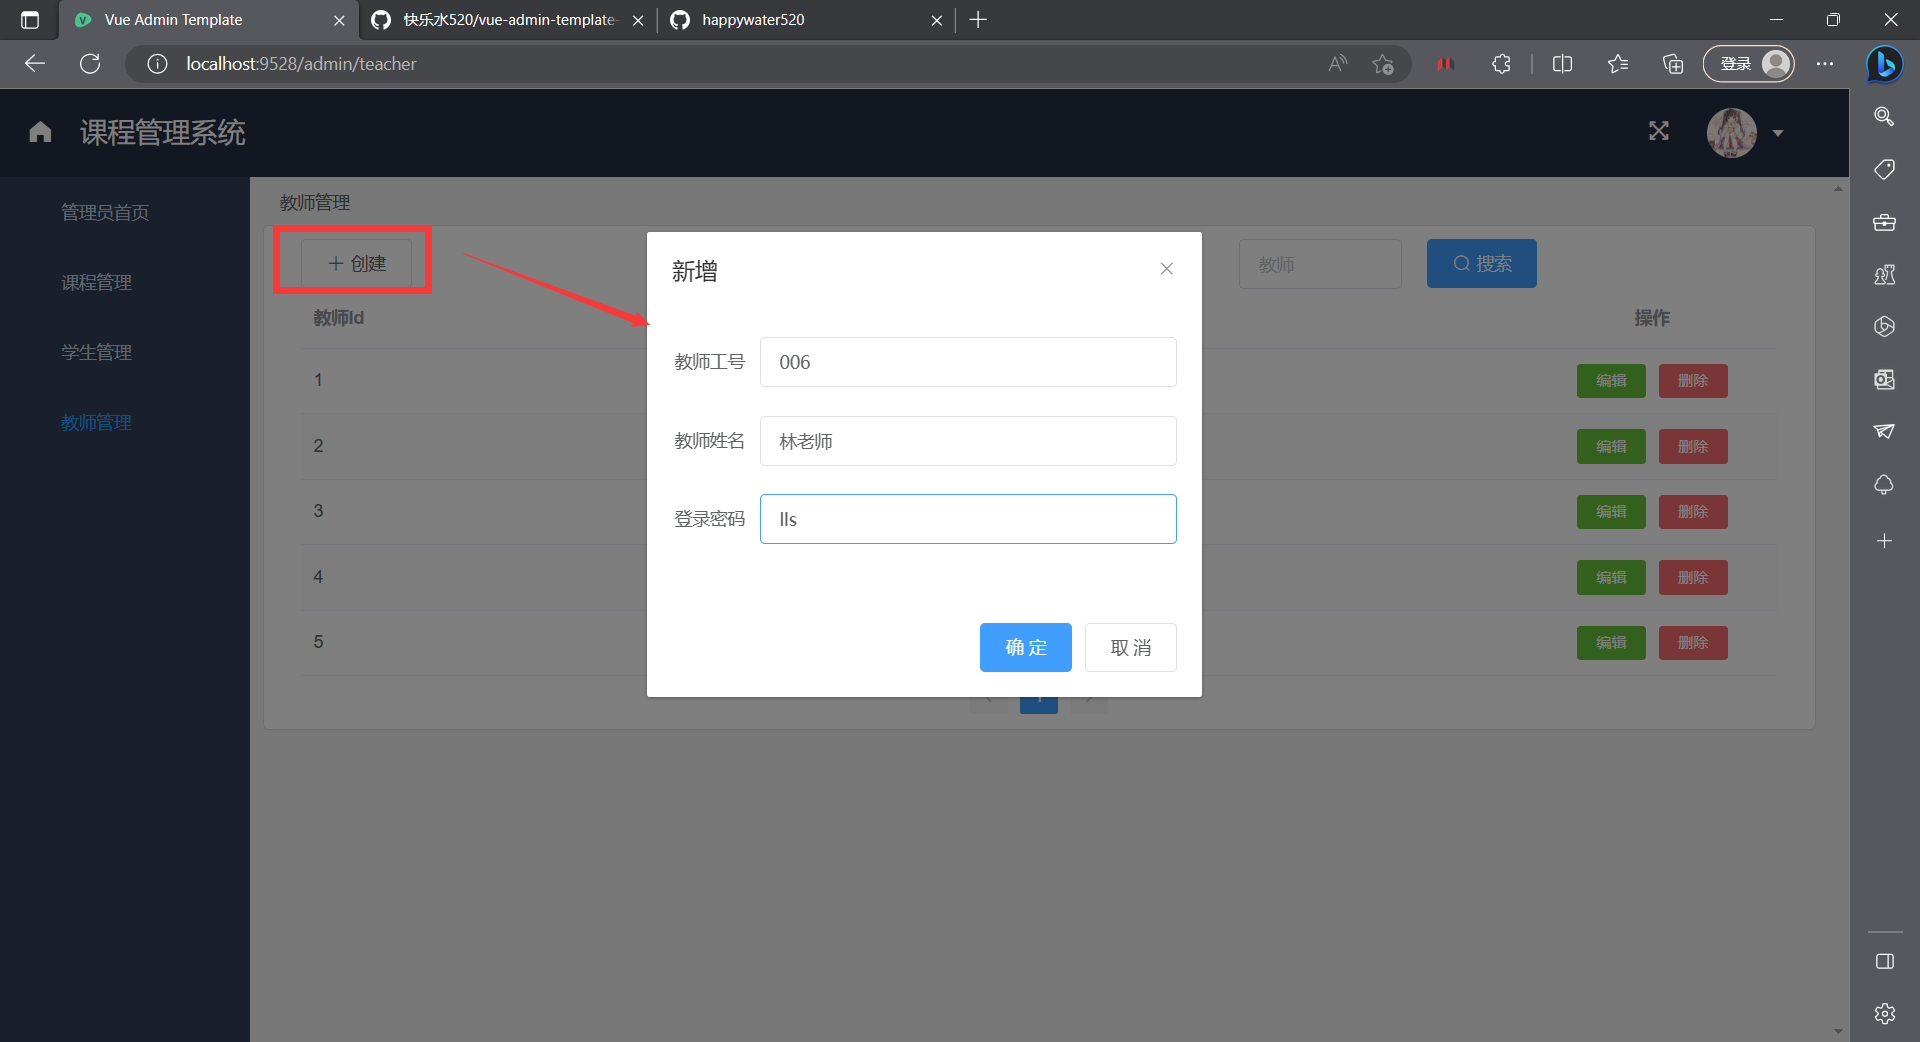 Vue Admin Template
快乐水520/vue-admin-template-
happywater520
localhost:9528/admin/teacher
登录
课程管理系统
管理员首页
课程管理
学生管理
教师管理
教师管理
创建
教师
搜索
教师Id
操作
1
编辑 删除
2
编辑 删除
3
编辑 删除
4
编辑 删除
5
编辑 删除
新增
教师工号
006
教师姓名
林老师
登录密码
lls
确 定
取 消